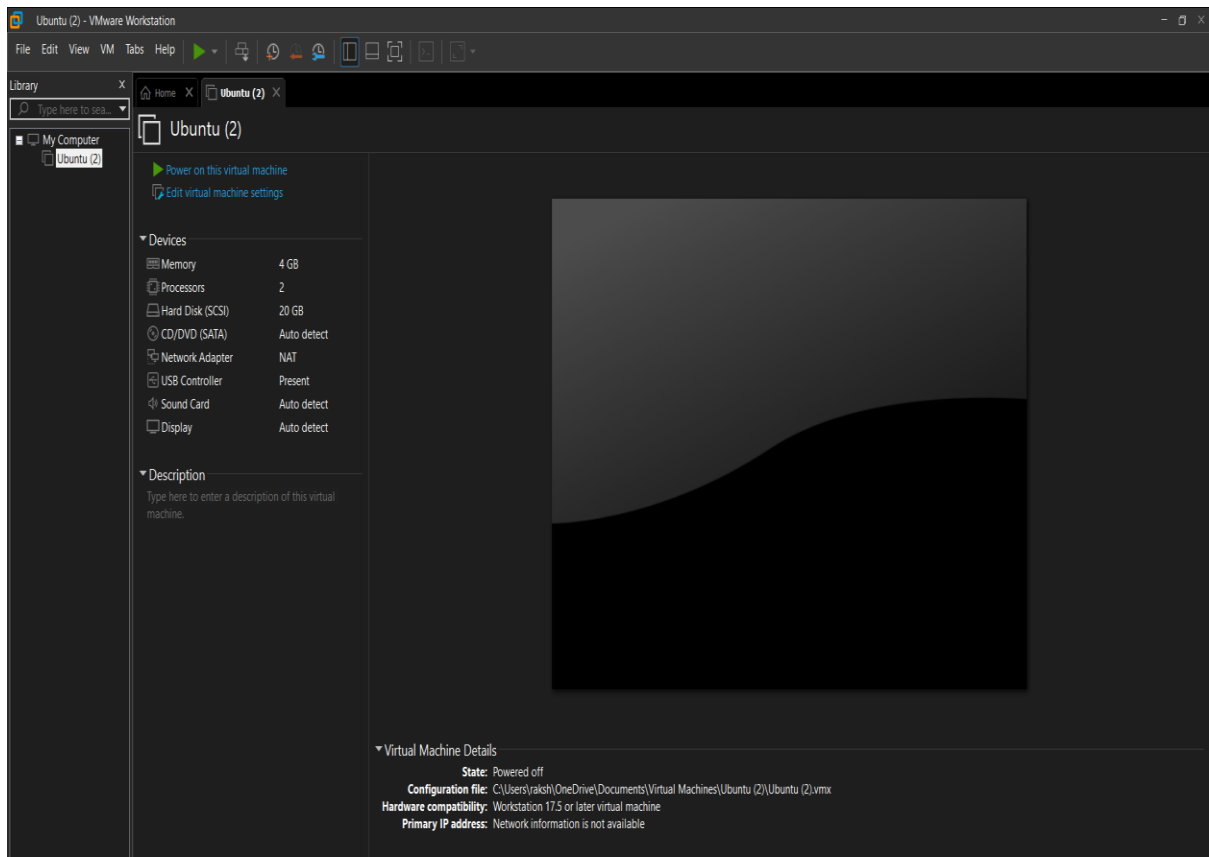 Ubuntu (2) - VMware Workstation
File Edit View VM Tabs Help
Library X
Home X Ubuntu (2) X
Type here to sea...
Ubuntu (2)
My Computer
Ubuntu (2)
Power on this virtual machine
Edit virtual machine settings
Devices
Memory 4 GB
Processors 2
Hard Disk (SCSI) 20 GB
CD/DVD (SATA) Auto detect
Network Adapter NAT
USB Controller Present
Sound Card Auto detect
Display Auto detect
Description
Type here to enter a description of this virtual
machine.
Virtual Machine Details
State: Powered off
Configuration file: C:\Users\raksh\OneDrive\Documents\Virtual Machines\Ubuntu (2)\Ubuntu (2).vmx
Hardware compatibility: Workstation 17.5 or later virtual machine
Primary IP address: Network information is not available